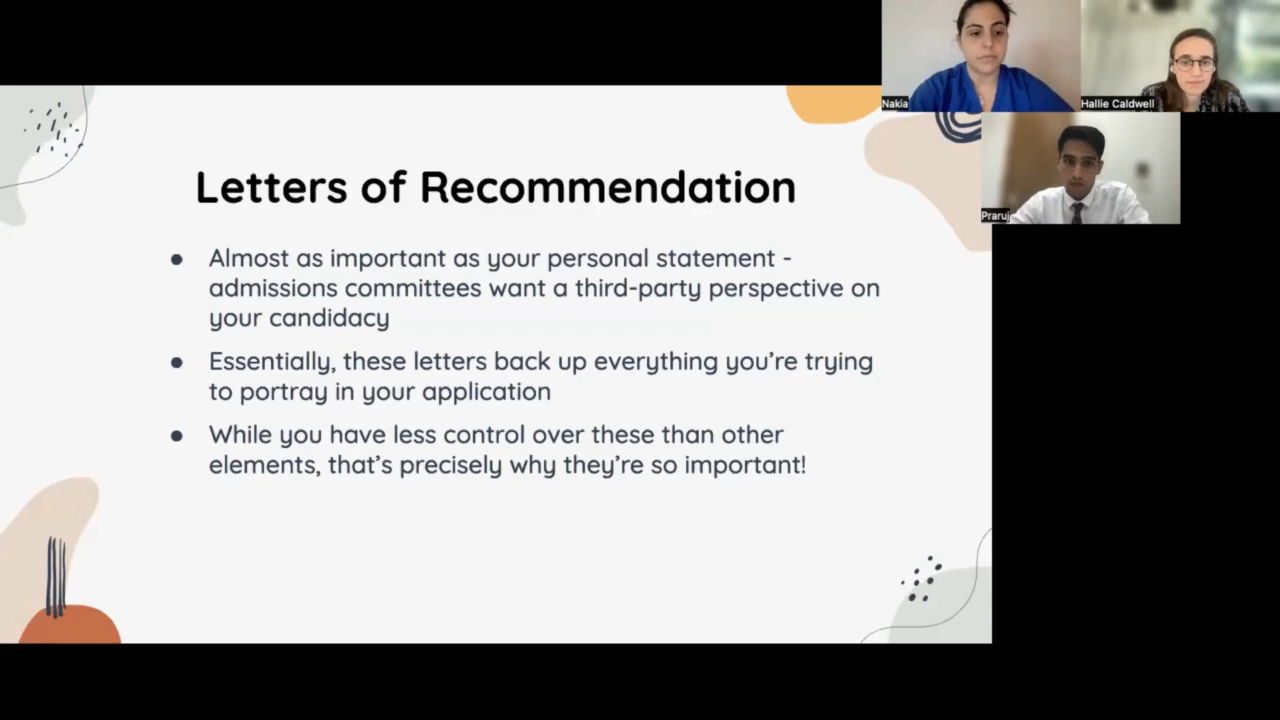 Nakia
Hallie Caldwell
Praruj
Letters of Recommendation
● Almost as important as your personal statement -
admissions committees want a third-party perspective on
your candidacy
● Essentially, these letters back up everything you’re trying
to portray in your application
● While you have less control over these than other
elements, that’s precisely why they’re so important!